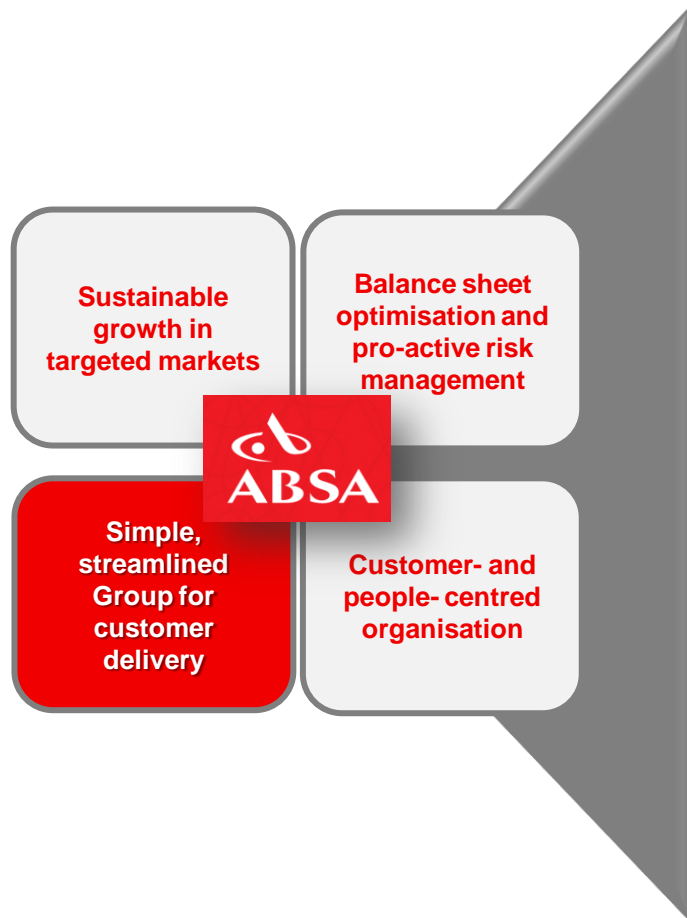 Sustainable
growth in
targeted markets
Balance sheet
optimisation and
pro-active risk
management
ABSA
Simple,
streamlined
Group for
customer
delivery
Customer- and
people- centred
organisation